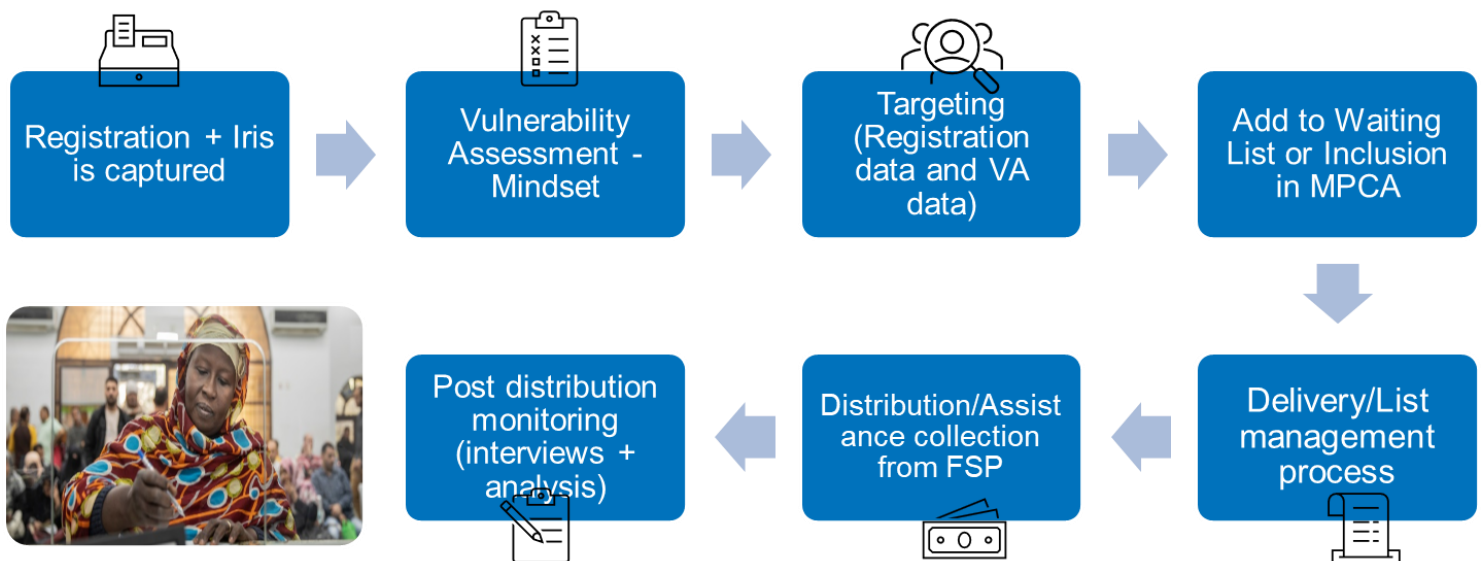 Registration + Iris
is captured
Vulnerability
Assessment -
Mindset
Targeting
(Registration
data and VA
data)
Add to Waiting
List or Inclusion
in MPCA
Delivery/List
management
process
Distribution/Assist
ance collection
from FSP
Post distribution
monitoring
(interviews +
analysis)